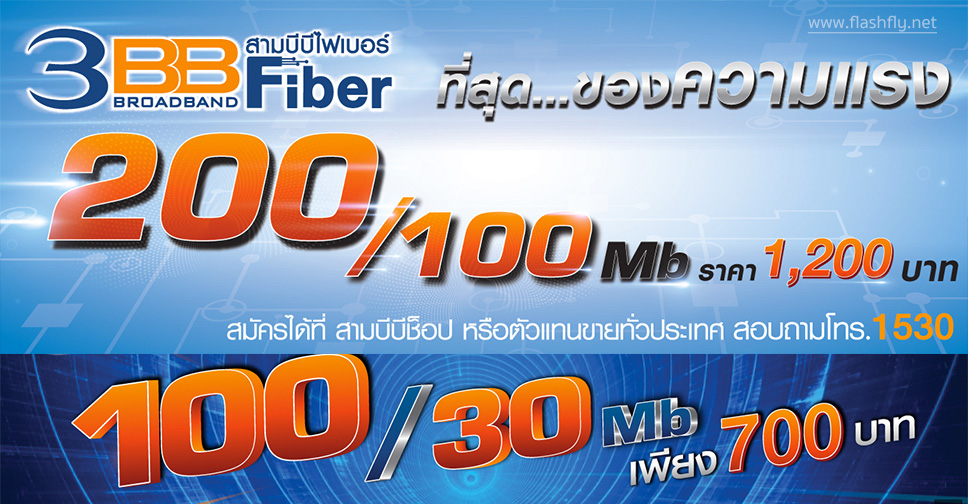 www.flashfly.net
3BB สามบีบีไฟเบอร์
BROADBAND Fiber
ที่สุด...ของความแรง
200/100 Mb ราคา 1,200 บาท
สมัครได้ที่ สามบีบีช็อป หรือตัวแทนขายทั่วประเทศ สอบถามโทร.1530
100/30 Mb
เพียง 700 บาท